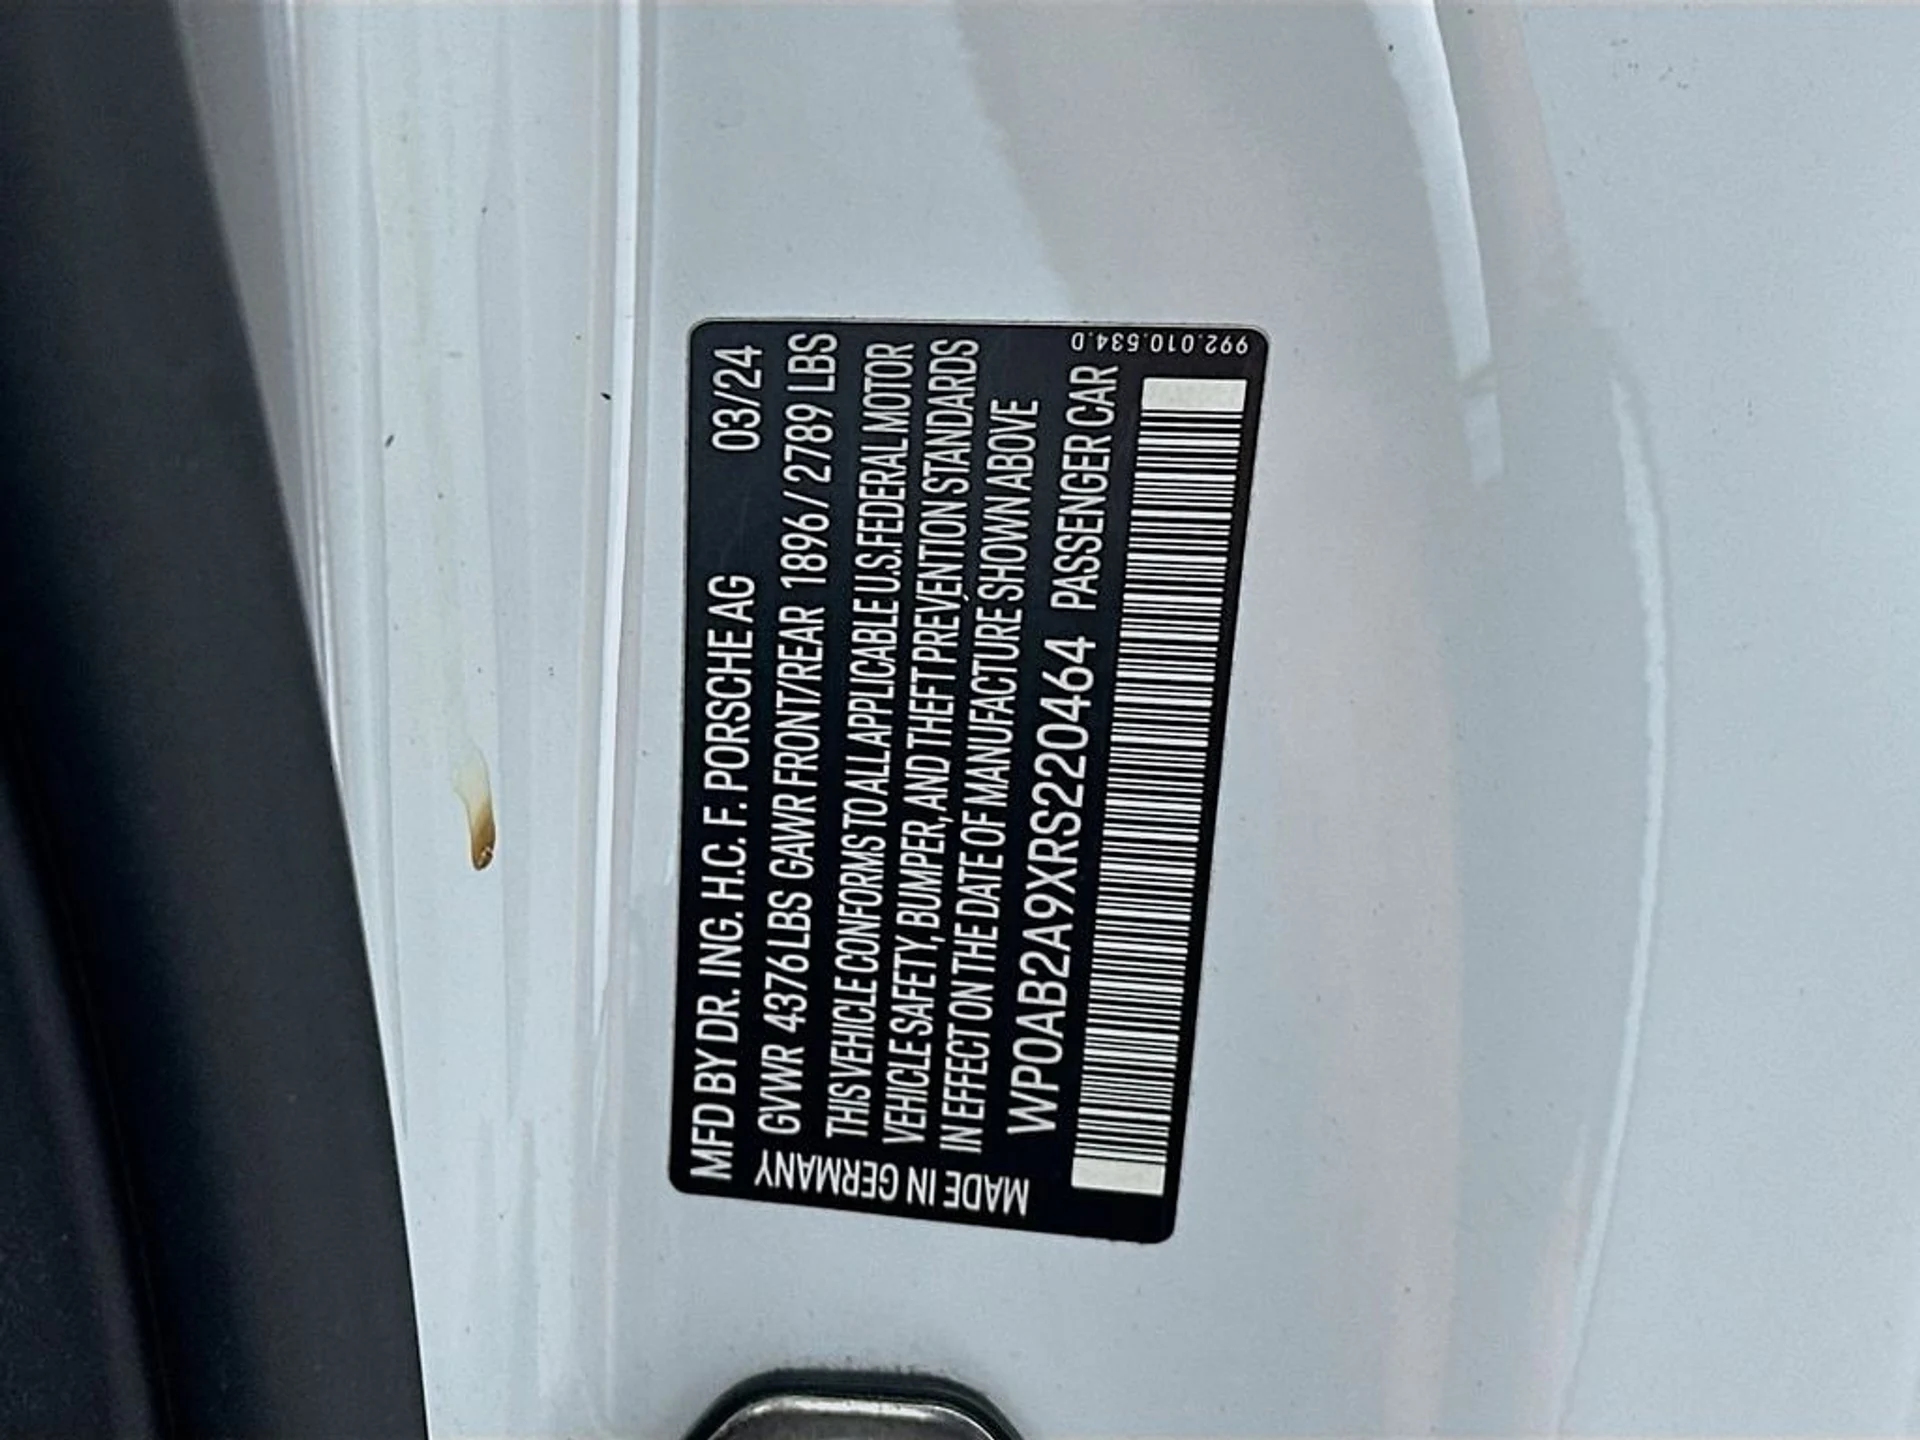 MFD BY DR. ING. H.C. F. PORSCHE AG 03/24
GVWR 4376 LBS GAWR FRONT/REAR 1896/2789 LBS
THIS VEHICLE CONFORMS TO ALL APPLICABLE U.S. FEDERAL MOTOR
VEHICLE SAFETY, BUMPER, AND THEFT PREVENTION STANDARDS
IN EFFECT ON THE DATE OF MANUFACTURE SHOWN ABOVE
WP0AB2A9XRS220464 PASSENGER CAR
MADE IN GERMANY
992.010.534.D